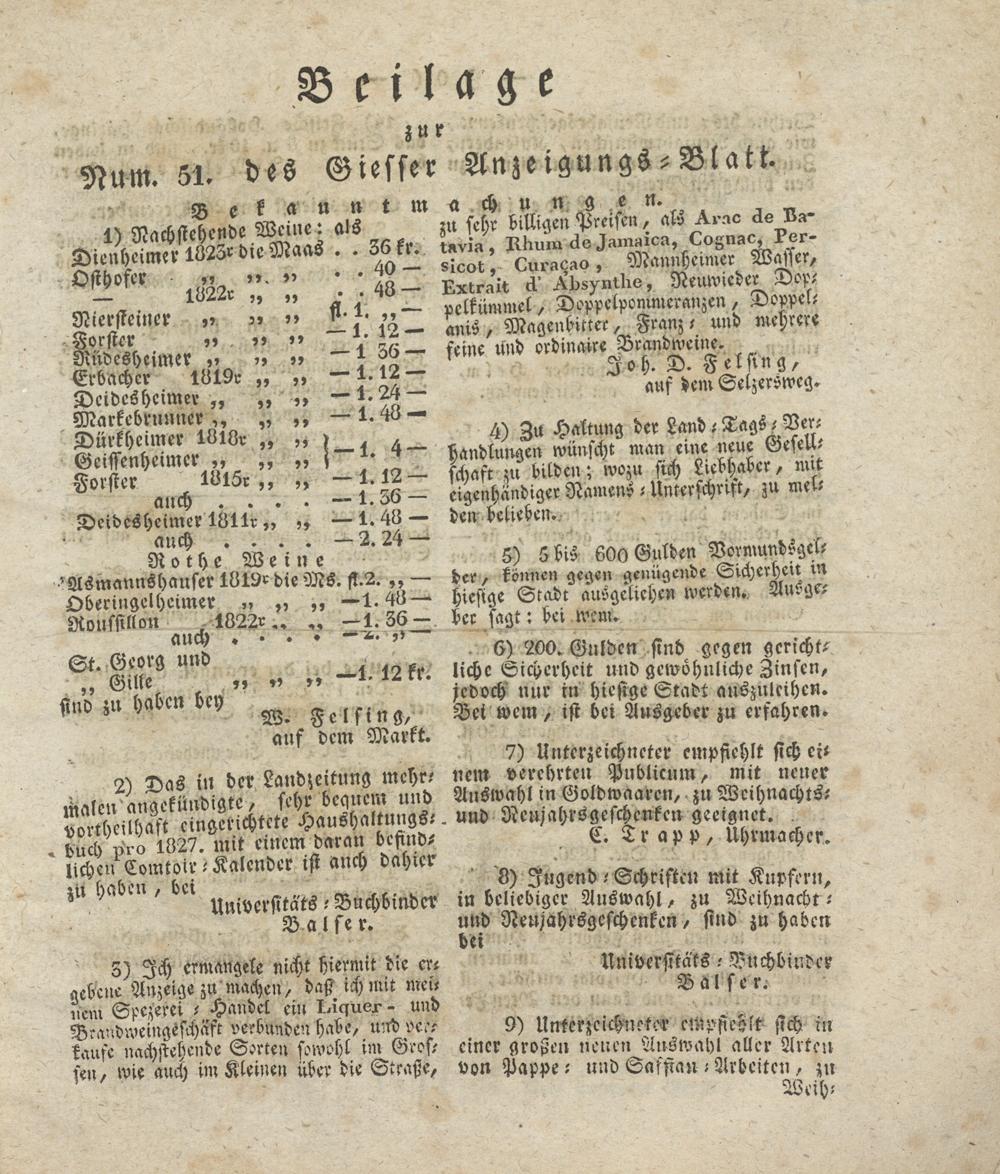 Beilage
zur
Num. 51. des Giesser Anzeigungs-Blatt.
Bekanntmachungen.
1) Nachstehende Weine: als
Dienheimer 1823r die Maas . . 36 kr.
Osthofer „ „ „ . . 40 —
— 1822r „ „ . . 48 —
Niersteiner „ „ „ fl. 1. „ —
Forster „ „ „ — 1. 12 —
Rüdesheimer „ „ „ — 1 36 —
Erbacher 1819r „ „ — 1. 12 —
Deidesheimer „ „ „ — 1. 24 —
Markebrunner „ „ „ — 1. 48 —
Dürkheimer 1818r „ „ } — 1. 4 —
Geissenheimer „ „ „
Forster 1815r „ „ — 1. 12 —
auch . . . . — 1. 36 —
Deidesheimer 1811r „ „ — 1. 48 —
auch . . . . — 2. 24 —
Rothe Weine
Asmannshauser 1819r die Ms. fl. 2. „ —
Oberingelheimer „ „ „ — 1. 48 —
Roussillon 1822r „ „ — 1. 36 —
auch . . . . — 2. „ —
St. Georg und
„ Gille „ „ „ — 1. 12 kr.
sind zu haben bey
W. Felsing,
auf dem Markt.
2) Das in der Landzeitung mehr-
malen angekündigte, sehr bequem und
vortheilhaft eingerichtete Haushaltungs-
buch pro 1827. mit einem daran befind-
lichen Comtoir-Kalender ist auch dahier
zu haben, bei
Universitäts-Buchbinder
Balser.
3) Ich ermangele nicht hiermit die er-
gebene Anzeige zu machen, daß ich mit mei-
nem Spezerei-Handel ein Liquer- und
Brandweingeschäft verbunden habe, und ver-
kaufe nachstehende Sorten sowohl im Gros-
sen, wie auch im Kleinen über die Straße,
zu sehr billigen Preisen, als Arac de Ba-
tavia, Rhum de Jamaica, Cognac, Per-
sicot, Curaçao, Mannheimer Wasser,
Extrait d' Absynthe, Neuwieder Dop-
pelkümmel, Doppelpommeranzen, Doppel-
anis, Magenbitter, Franz- und mehrere
feine und ordinaire Brandweine.
Joh. D. Felsing,
auf dem Selzersweg.
4) Zu Haltung der Land-Tags-Ver-
handlungen wünscht man eine neue Gesell-
schaft zu bilden; wozu sich Liebhaber, mit
eigenhändiger Namens-Unterschrift, zu mel-
den belieben.
5) 5 bis 600 Gulden Vormundsgel-
der, können gegen genügende Sicherheit in
hiesige Stadt ausgeliehen werden. Ausge-
ber sagt: bei wem.
6) 200. Gulden sind gegen gericht-
liche Sicherheit und gewöhnliche Zinsen,
jedoch nur in hiesige Stadt auszuleihen.
Bei wem, ist bei Ausgeber zu erfahren.
7) Unterzeichneter empfiehlt sich ei-
nem verehrten Publicum, mit neuer
Auswahl in Goldwaaren, zu Weihnachts-
und Neujahrsgeschenken geeignet.
C. Trapp, Uhrmacher.
8) Jugend-Schriften mit Kupfern,
in beliebiger Auswahl, zu Weihnacht-
und Neujahrsgeschenken, sind zu haben
bei
Universitäts-Buchbinder
Balser.
9) Unterzeichneter empfiehlt sich in
einer großen neuen Auswahl aller Arten
von Pappe- und Saffian-Arbeiten, zu
Weih-